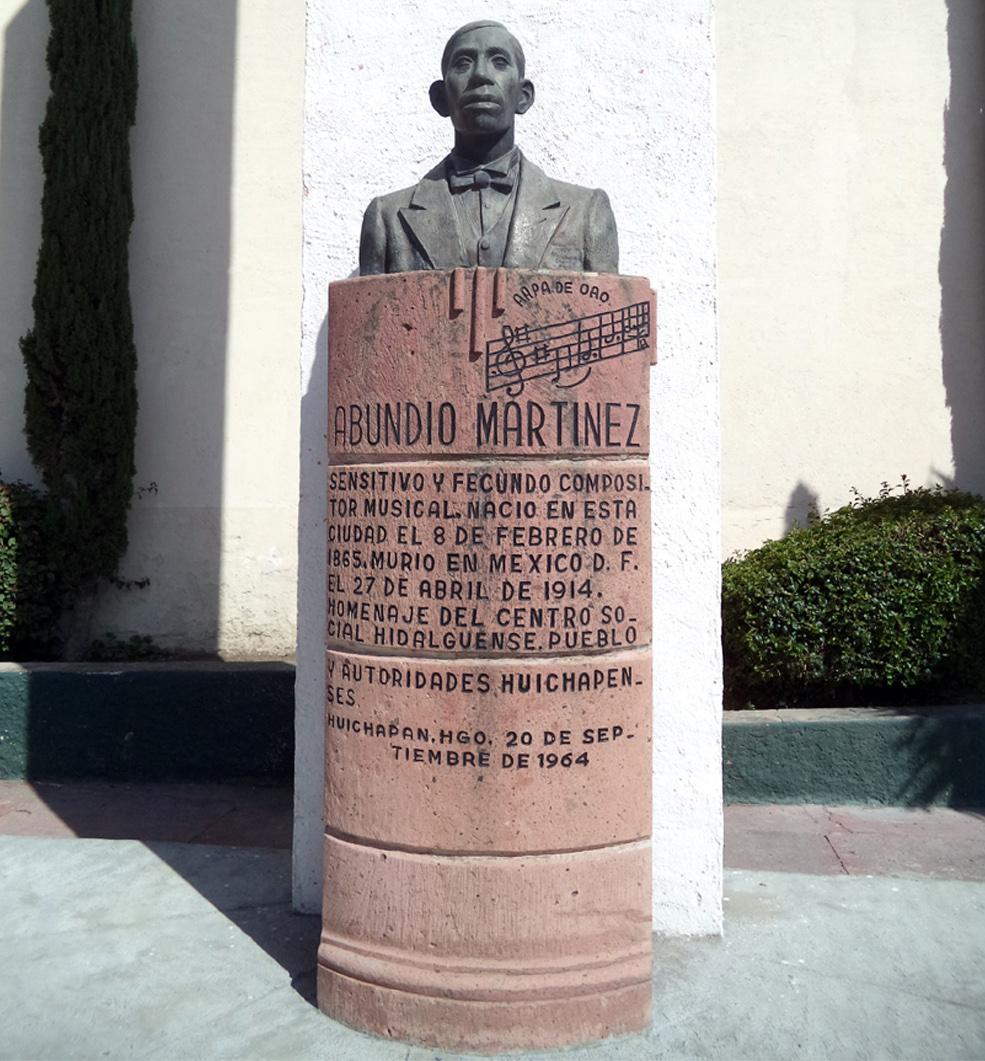 ARPA.DE ORO.
ABUNDIO MARTINEZ
SENSITIVO Y FECUNDO COMPOSI-
TOR MUSICAL. NACIO EN ESTA
CIUDAD EL 8 DE FEBRERO DE
1865. MURIO EN MEXICO D. F.
EL 27 DE ABRIL DE 1914.
HOMENAJE DEL CENTRO SO-
CIAL HIDALGUENSE. PUEBLO
Y AUTORIDADES HUICHAPEN-
SES
HUICHAPAN, HGO. 20 DE SEP-
TIEMBRE DE 1964